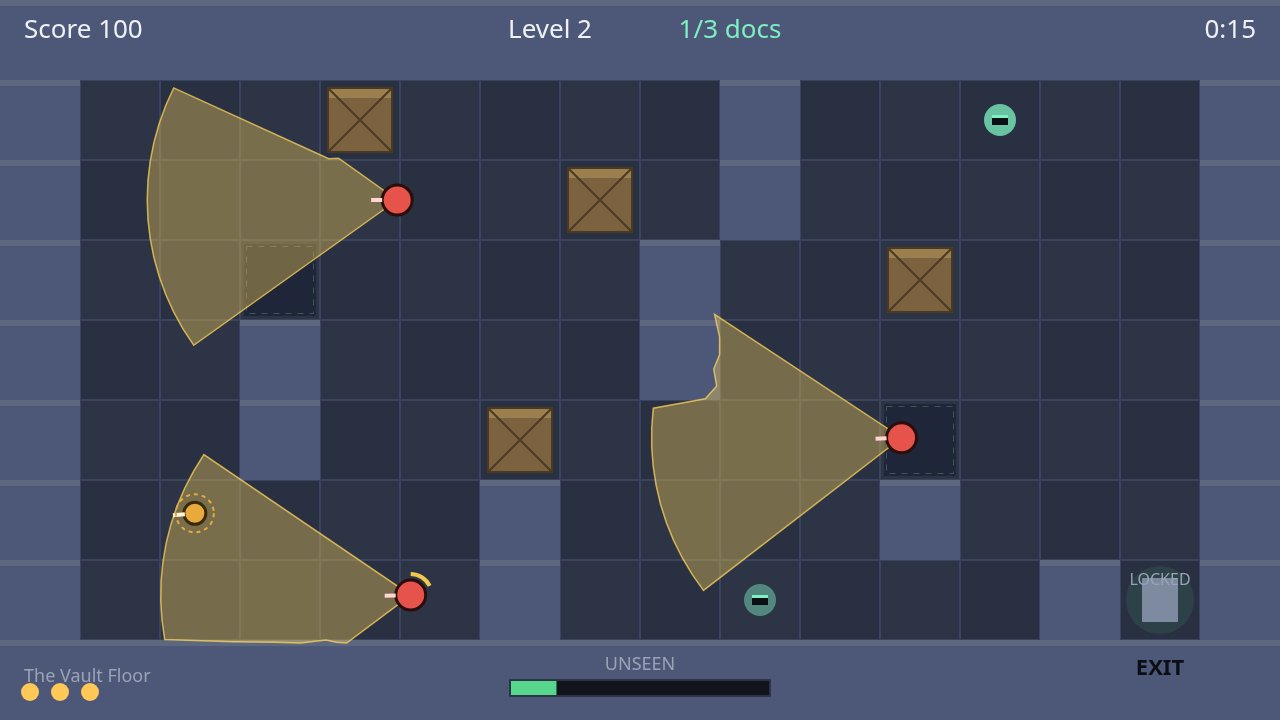 Score 100
Level 2
1/3 docs
0:15
LOCKED
The Vault Floor
UNSEEN
EXIT